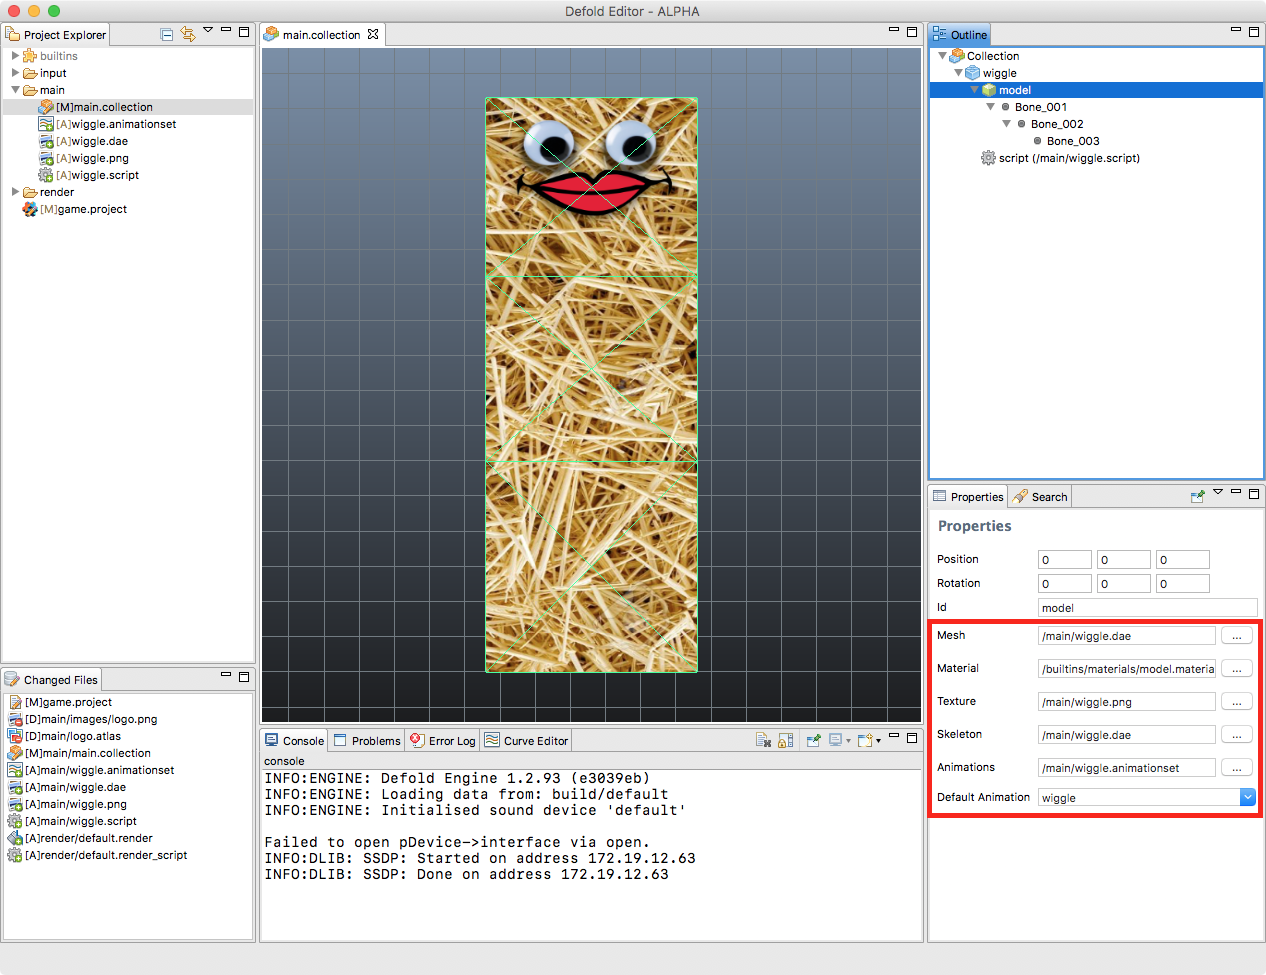 Defold Editor - ALPHA
Project Explorer
builtins
input
main
[M]main.collection
[A]wiggle.animationset
[A]wiggle.dae
[A]wiggle.png
[A]wiggle.script
render
[M]game.project
Changed Files
[M]game.project
[D]main/images/logo.png
[D]main/logo.atlas
[M]main/main.collection
[A]main/wiggle.animationset
[A]main/wiggle.dae
[A]main/wiggle.png
[A]main/wiggle.script
[A]render/default.render
[A]render/default.render_script
main.collection
Console
Problems
Error Log
Curve Editor
console
INFO:ENGINE: Defold Engine 1.2.93 (e3039eb)
INFO:ENGINE: Loading data from: build/default
INFO:ENGINE: Initialised sound device 'default'
Failed to open pDevice->interface via open.
INFO:DLIB: SSDP: Started on address 172.19.12.63
INFO:DLIB: SSDP: Done on address 172.19.12.63
Outline
Collection
wiggle
model
Bone_001
Bone_002
Bone_003
script (/main/wiggle.script)
Properties
Search
Properties
Position 0 0 0
Rotation 0 0 0
Id model
Mesh /main/wiggle.dae ...
Material /builtins/materials/model.materia ...
Texture /main/wiggle.png ...
Skeleton /main/wiggle.dae ...
Animations /main/wiggle.animationset ...
Default Animation wiggle